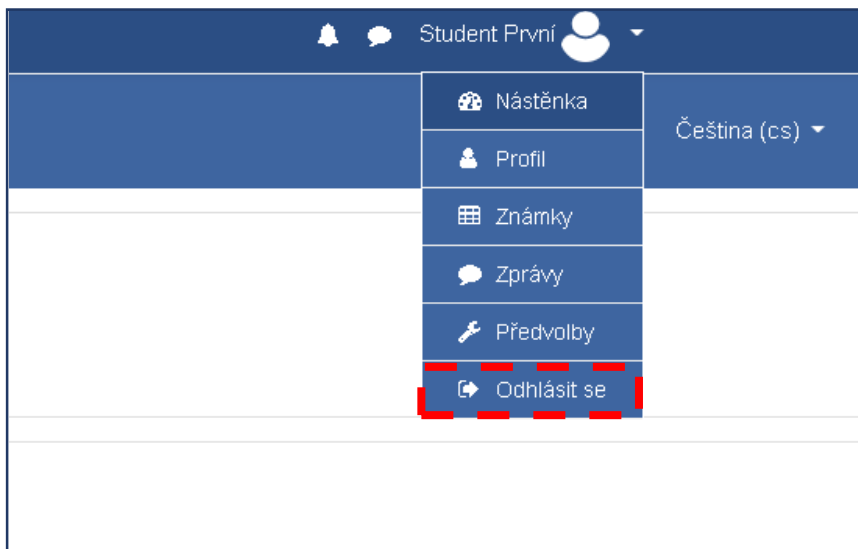 Student První
Nástěnka
Čeština (cs)
Profil
Známky
Zprávy
Předvolby
Odhlásit se